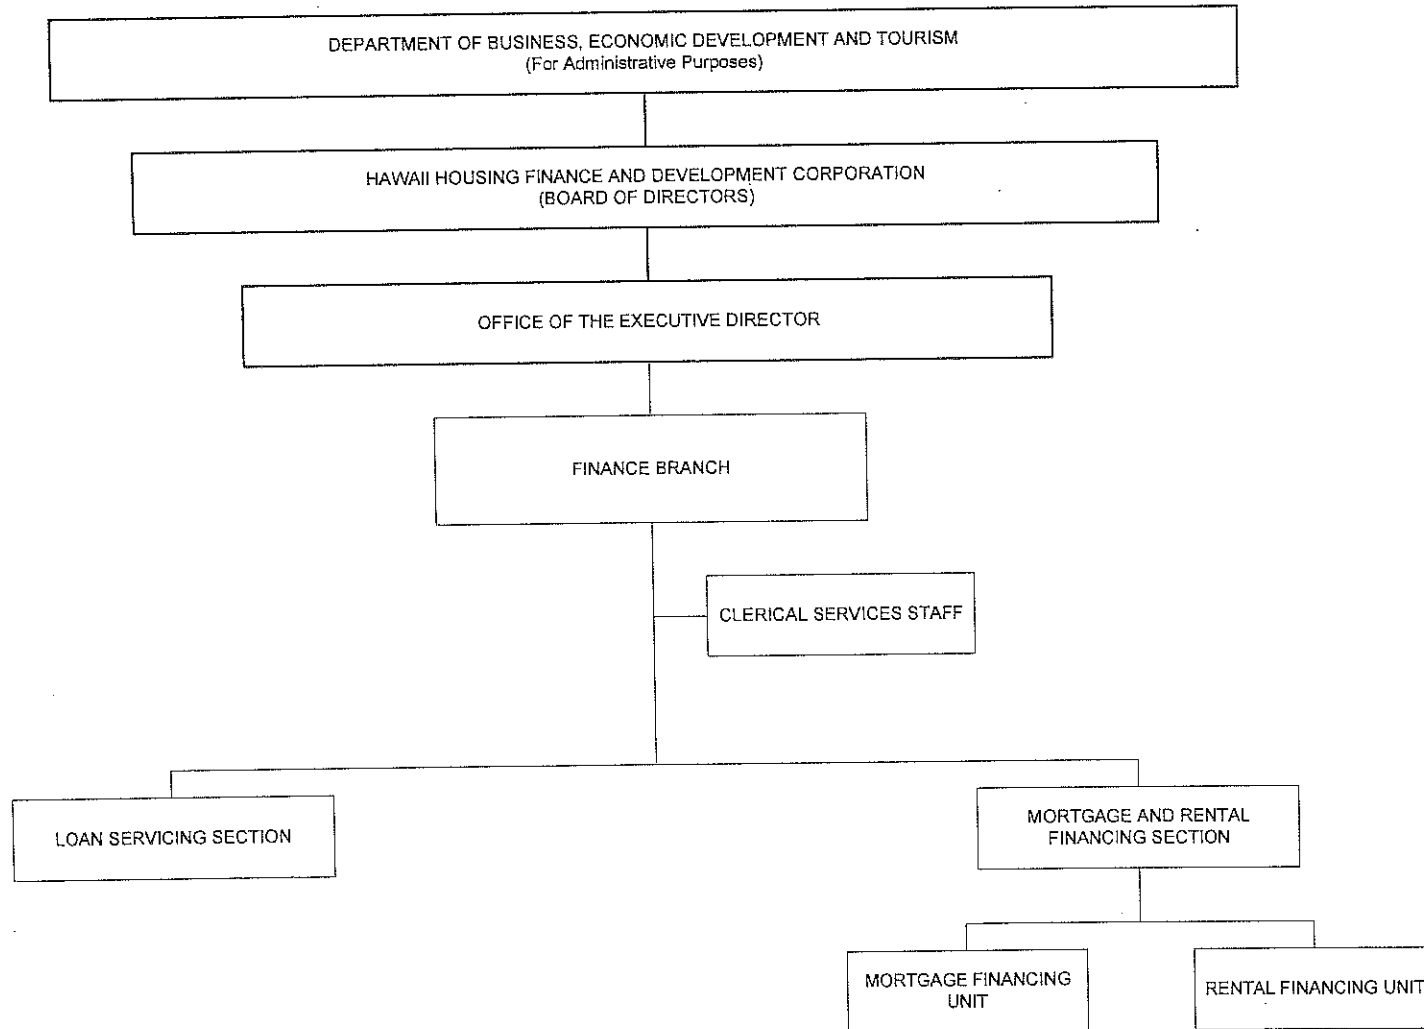 DEPARTMENT OF BUSINESS, ECONOMIC DEVELOPMENT AND TOURISM
(For Administrative Purposes)
HAWAII HOUSING FINANCE AND DEVELOPMENT CORPORATION
(BOARD OF DIRECTORS)
OFFICE OF THE EXECUTIVE DIRECTOR
FINANCE BRANCH
CLERICAL SERVICES STAFF
LOAN SERVICING SECTION
MORTGAGE AND RENTAL
FINANCING SECTION
MORTGAGE FINANCING
UNIT
RENTAL FINANCING UNIT